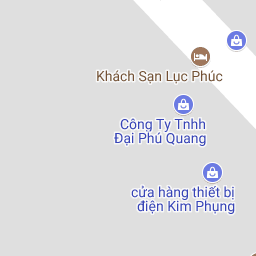 Khách Sạn Lục Phúc
Công Ty Tnhh
Đại Phú Quang
cửa hàng thiết bị
điện Kim Phụng